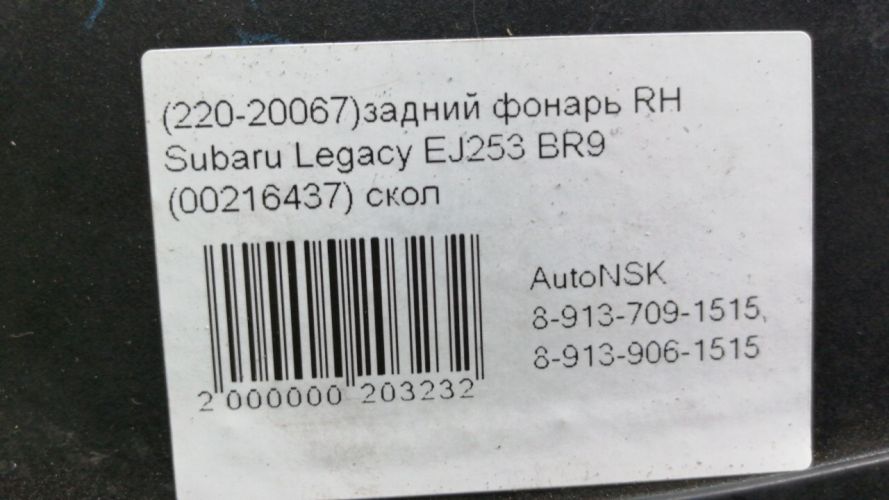 (220-20067)задний фонарь RH
Subaru Legacy EJ253 BR9
(00216437) скол
AutoNSK
8-913-709-1515,
8-913-906-1515
2 000000 203232